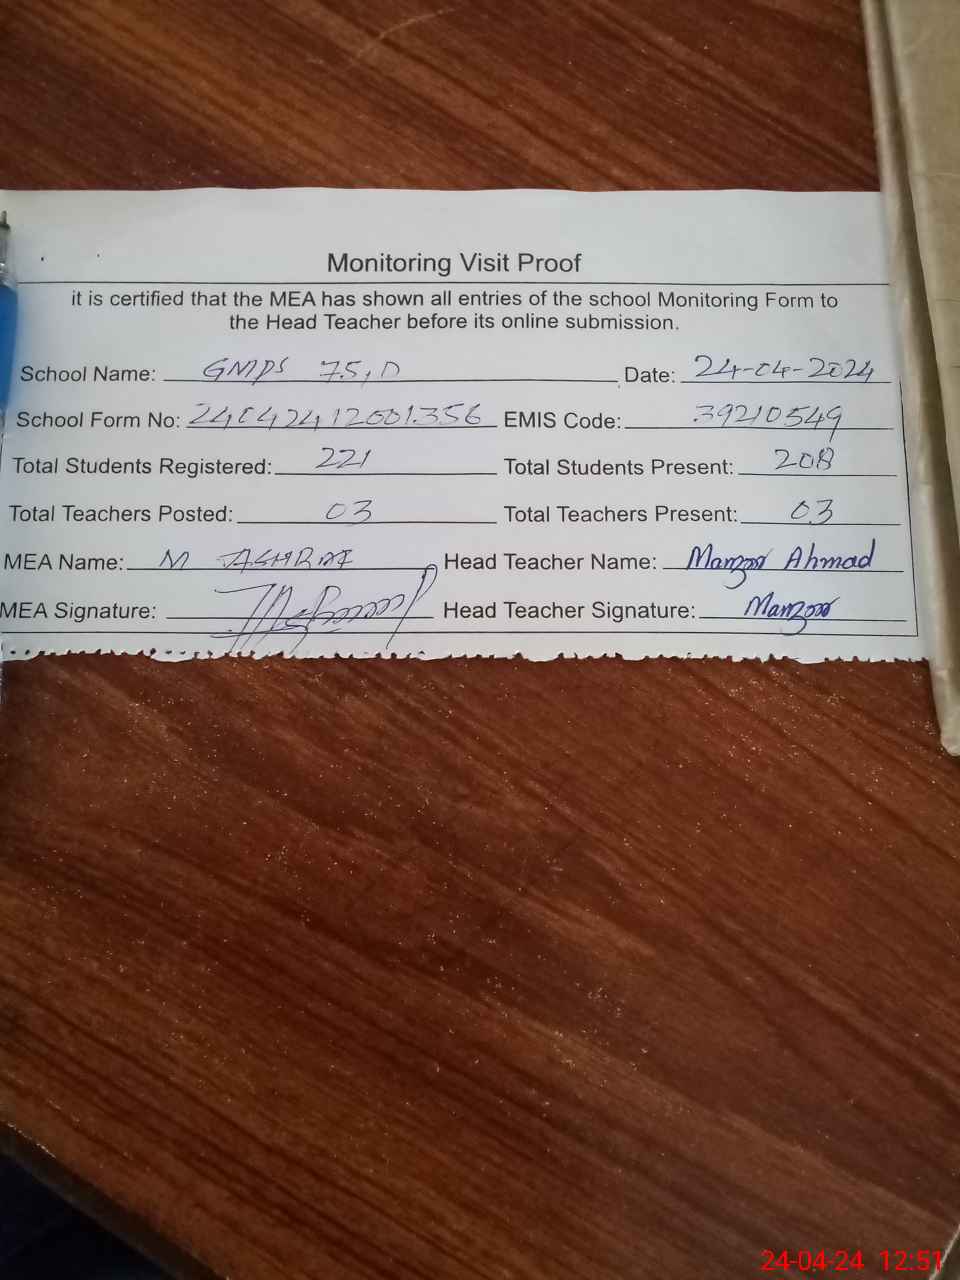 Monitoring Visit Proof
it is certified that the MEA has shown all entries of the school Monitoring Form to
the Head Teacher before its online submission.
School Name: GMPS 75, D Date: 24-04-2024
School Form No: 24042412001356 EMIS Code: 39210549
Total Students Registered: 221 Total Students Present: 208
Total Teachers Posted: 03 Total Teachers Present: 03
MEA Name: M ASHRAF Head Teacher Name: Manzoor Ahmad
MEA Signature: Head Teacher Signature: Manzoor
24-04-24 12:51